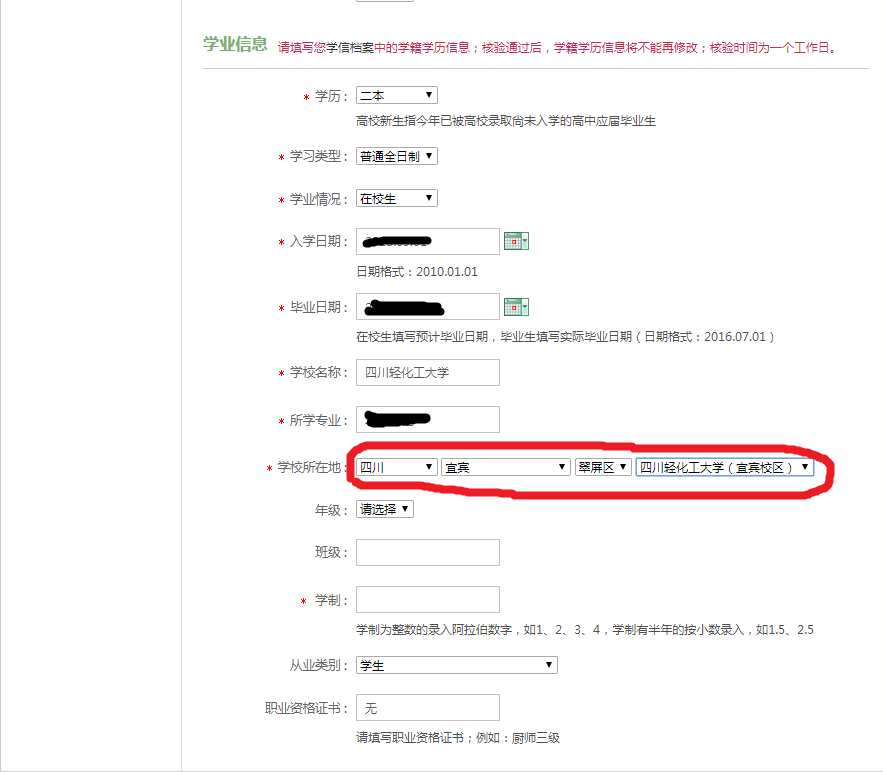 学业信息 请填写您学信档案中的学籍学历信息；核验通过后，学籍学历信息将不能再修改；核验时间为一个工作日。
* 学历： 二本
高校新生指今年已被高校录取尚未入学的高中应届毕业生
* 学习类型： 普通全日制
* 学业情况： 在校生
* 入学日期：
日期格式：2010.01.01
* 毕业日期：
在校生填写预计毕业日期，毕业生填写实际毕业日期（日期格式：2016.07.01）
* 学校名称： 四川轻化工大学
* 所学专业：
* 学校所在地： 四川 宜宾 翠屏区 四川轻化工大学（宜宾校区）
年级： 请选择
班级：
* 学制：
学制为整数的录入阿拉伯数字，如1、2、3、4，学制有半年的按小数录入，如1.5、2.5
从业类别： 学生
职业资格证书： 无
请填写职业资格证书；例如：厨师三级